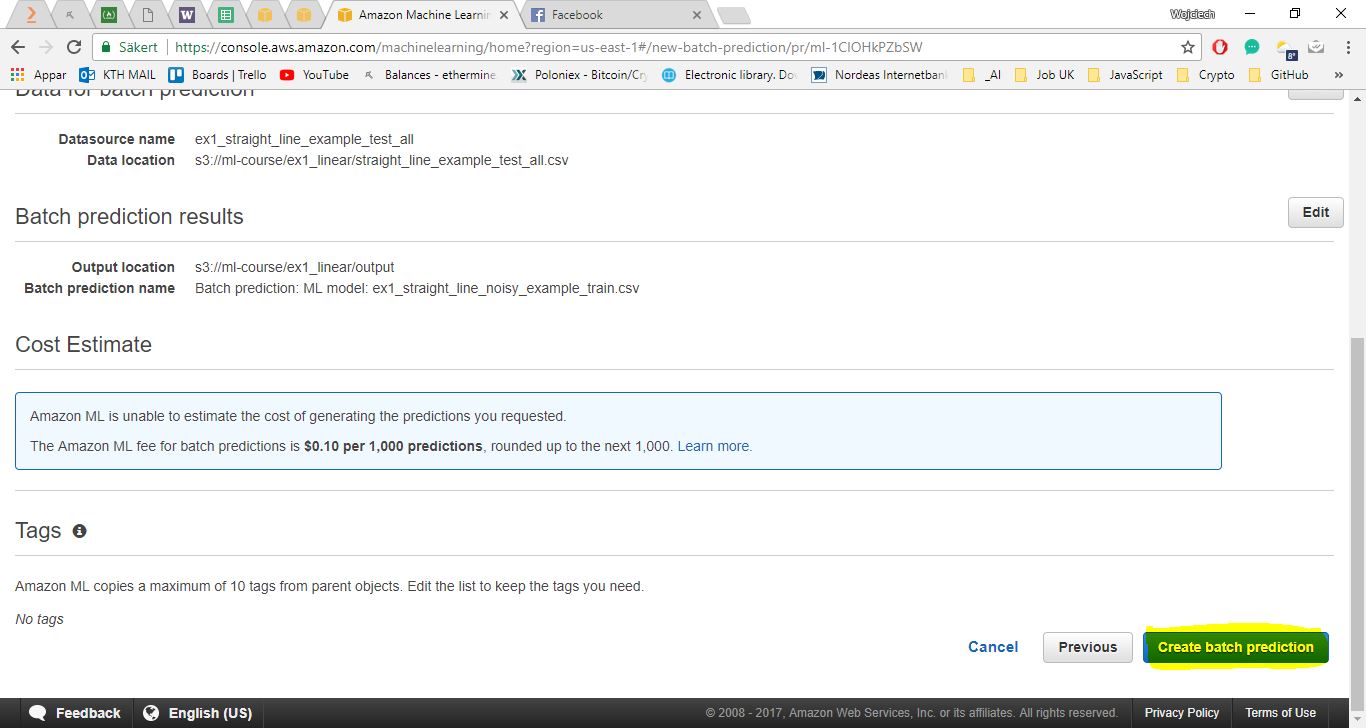 Amazon Machine Learnin
Facebook
Wojciech
Säkert
https://console.aws.amazon.com/machinelearning/home?region=us-east-1#/new-batch-prediction/pr/ml-1CIOHkPZbSW
8°
Appar
KTH MAIL
Boards | Trello
YouTube
Balances - ethermine
Poloniex - Bitcoin/Cry
Electronic library. Do
Nordeas Internetban
_AI
Job UK
JavaScript
Crypto
GitHub
»
Data for batch prediction
Datasource name ex1_straight_line_example_test_all
Data location s3://ml-course/ex1_linear/straight_line_example_test_all.csv
Batch prediction results
Edit
Output location s3://ml-course/ex1_linear/output
Batch prediction name Batch prediction: ML model: ex1_straight_line_noisy_example_train.csv
Cost Estimate
Amazon ML is unable to estimate the cost of generating the predictions you requested.
The Amazon ML fee for batch predictions is $0.10 per 1,000 predictions, rounded up to the next 1,000. Learn more.
Tags
Amazon ML copies a maximum of 10 tags from parent objects. Edit the list to keep the tags you need.
No tags
Cancel
Previous
Create batch prediction
Feedback
English (US)
© 2008 - 2017, Amazon Web Services, Inc. or its affiliates. All rights reserved.
Privacy Policy
Terms of Use